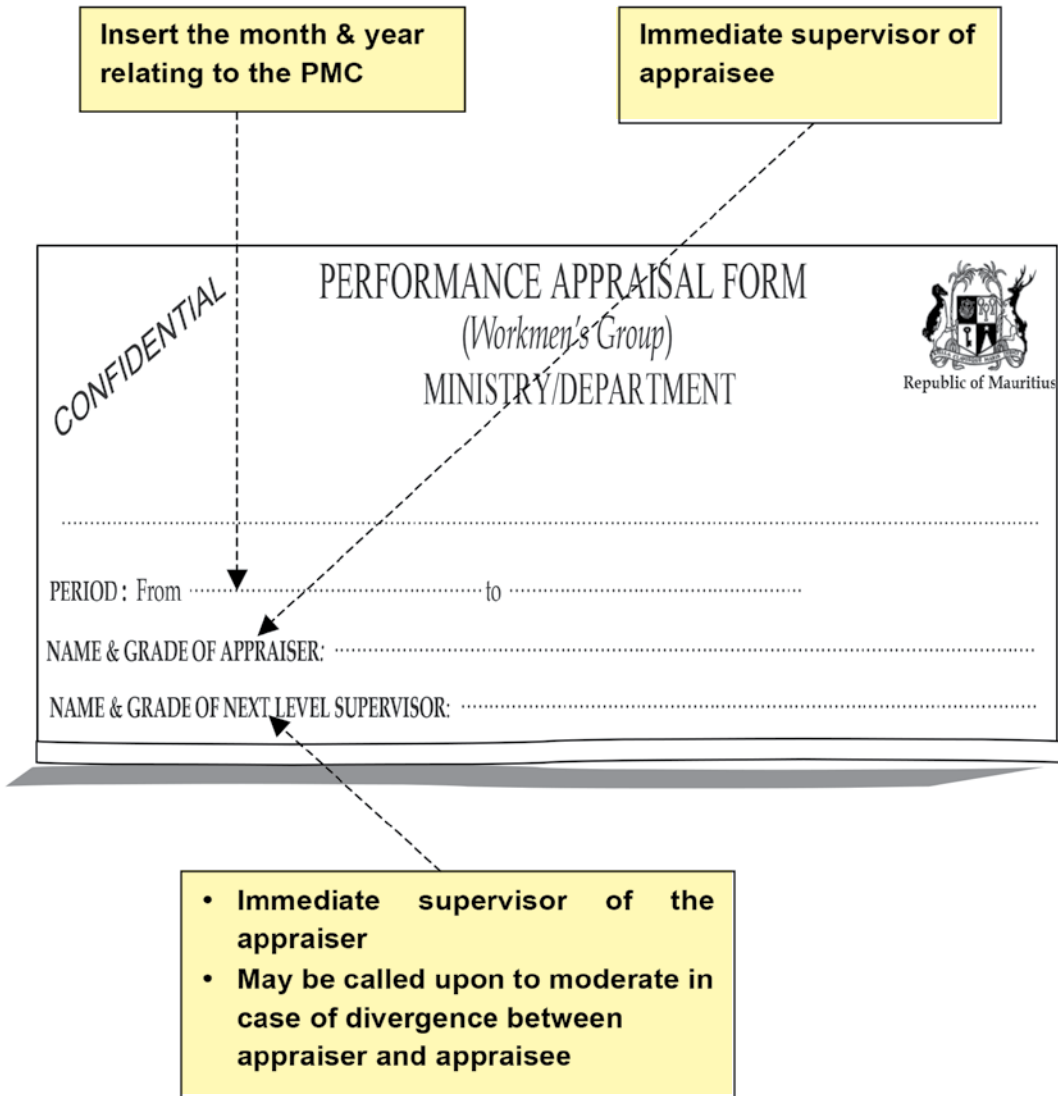 Insert the month & year
relating to the PMC
Immediate supervisor of
appraisee
CONFIDENTIAL
PERFORMANCE APPRAISAL FORM
(Workmen's Group)
MINISTRY/DEPARTMENT
Republic of Mauritius
PERIOD : From to
NAME & GRADE OF APPRAISER:
NAME & GRADE OF NEXT LEVEL SUPERVISOR:
• Immediate supervisor of the
appraiser
• May be called upon to moderate in
case of divergence between
appraiser and appraisee